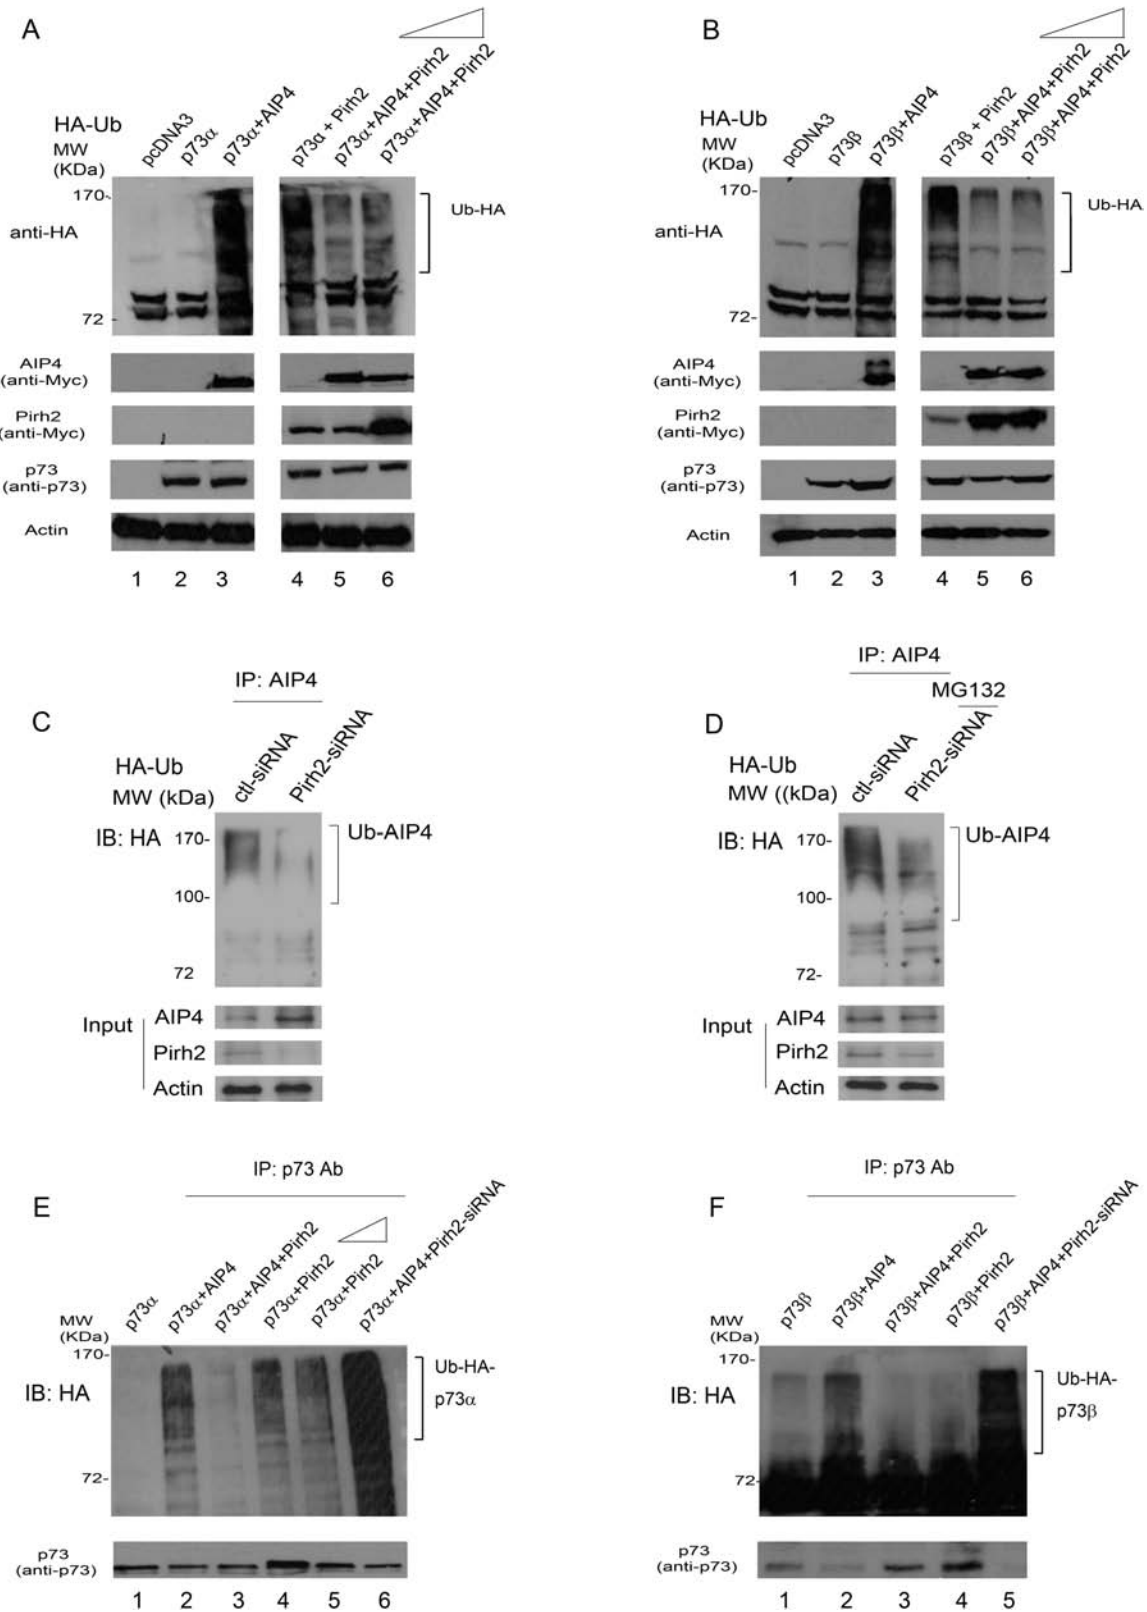 A
HA-Ub
MW
(KDa)
pcDNA3
p73α
p73α+AIP4
p73α + Pirh2
p73α+AIP4+Pirh2
p73α+AIP4+Pirh2
170-
anti-HA
72 -
Ub-HA
AIP4
(anti-Myc)
Pirh2
(anti-Myc)
p73
(anti-p73)
Actin
1 2 3 4 5 6
B
HA-Ub
MW
(KDa)
pcDNA3
p73β
p73β+AIP4
p73β + Pirh2
p73β+AIP4+Pirh2
p73β+AIP4+Pirh2
170-
anti-HA
72-
Ub-HA
AIP4
(anti-Myc)
Pirh2
(anti-Myc)
p73
(anti-p73)
Actin
1 2 3 4 5 6
C
IP: AIP4
HA-Ub
MW (kDa)
ctl-siRNA
Pirh2-siRNA
IB: HA
170-
100-
72
Ub-AIP4
Input
AIP4
Pirh2
Actin
D
IP: AIP4
MG132
HA-Ub
MW ((kDa)
ctl-siRNA
Pirh2-siRNA
IB: HA
170-
100-
72-
Ub-AIP4
Input
AIP4
Pirh2
Actin
E
IP: p73 Ab
MW
(KDa)
p73α
p73α+AIP4
p73α+AIP4+Pirh2
p73α+Pirh2
p73α+Pirh2
p73α+AIP4+Pirh2-siRNA
170-
IB: HA
72-
Ub-HA-
p73α
p73
(anti-p73)
1 2 3 4 5 6
F
IP: p73 Ab
MW
(KDa)
p73β
p73β+AIP4
p73β+AIP4+Pirh2
p73β+Pirh2
p73β+AIP4+Pirh2-siRNA
170-
IB: HA
72-
Ub-HA-
p73β
p73
(anti-p73)
1 2 3 4 5